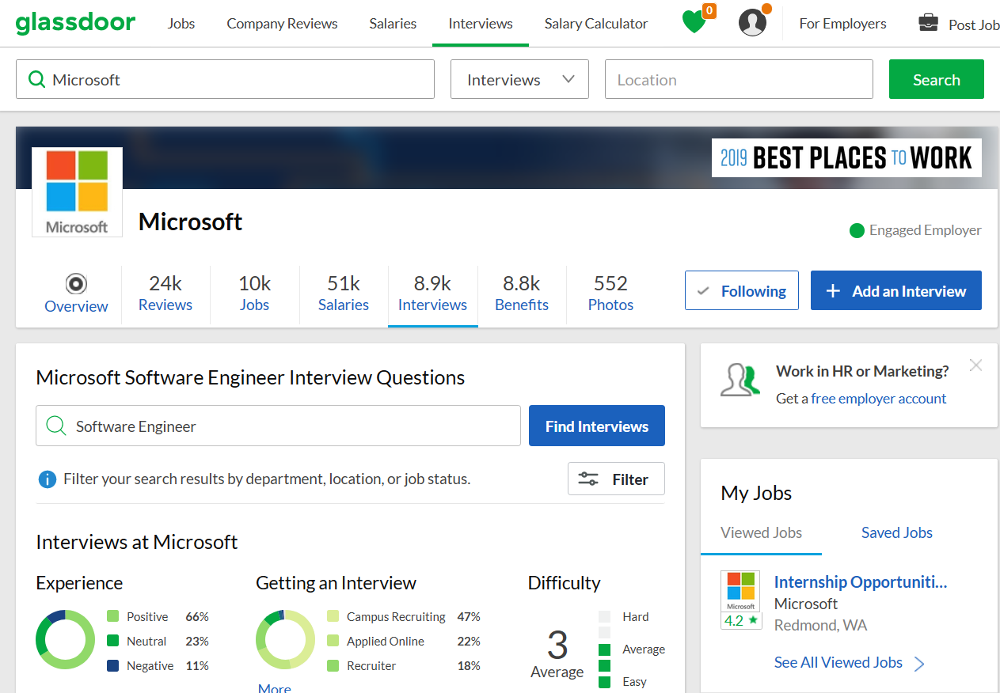 glassdoor Jobs Company Reviews Salaries Interviews Salary Calculator 0 For Employers Post Job
Microsoft Interviews Location Search
2019 BEST PLACES TO WORK
Microsoft
Microsoft
Engaged Employer
Overview
24k Reviews
10k Jobs
51k Salaries
8.9k Interviews
8.8k Benefits
552 Photos
Following
+ Add an Interview
Microsoft Software Engineer Interview Questions
Software Engineer Find Interviews
Filter your search results by department, location, or job status. Filter
Interviews at Microsoft
Experience
Positive 66%
Neutral 23%
Negative 11%
Getting an Interview
Campus Recruiting 47%
Applied Online 22%
Recruiter 18%
More
Difficulty
3
Average
Hard
Average
Easy
Work in HR or Marketing?
Get a free employer account
My Jobs
Viewed Jobs Saved Jobs
Microsoft
4.2 ★
Internship Opportuniti...
Microsoft
Redmond, WA
See All Viewed Jobs